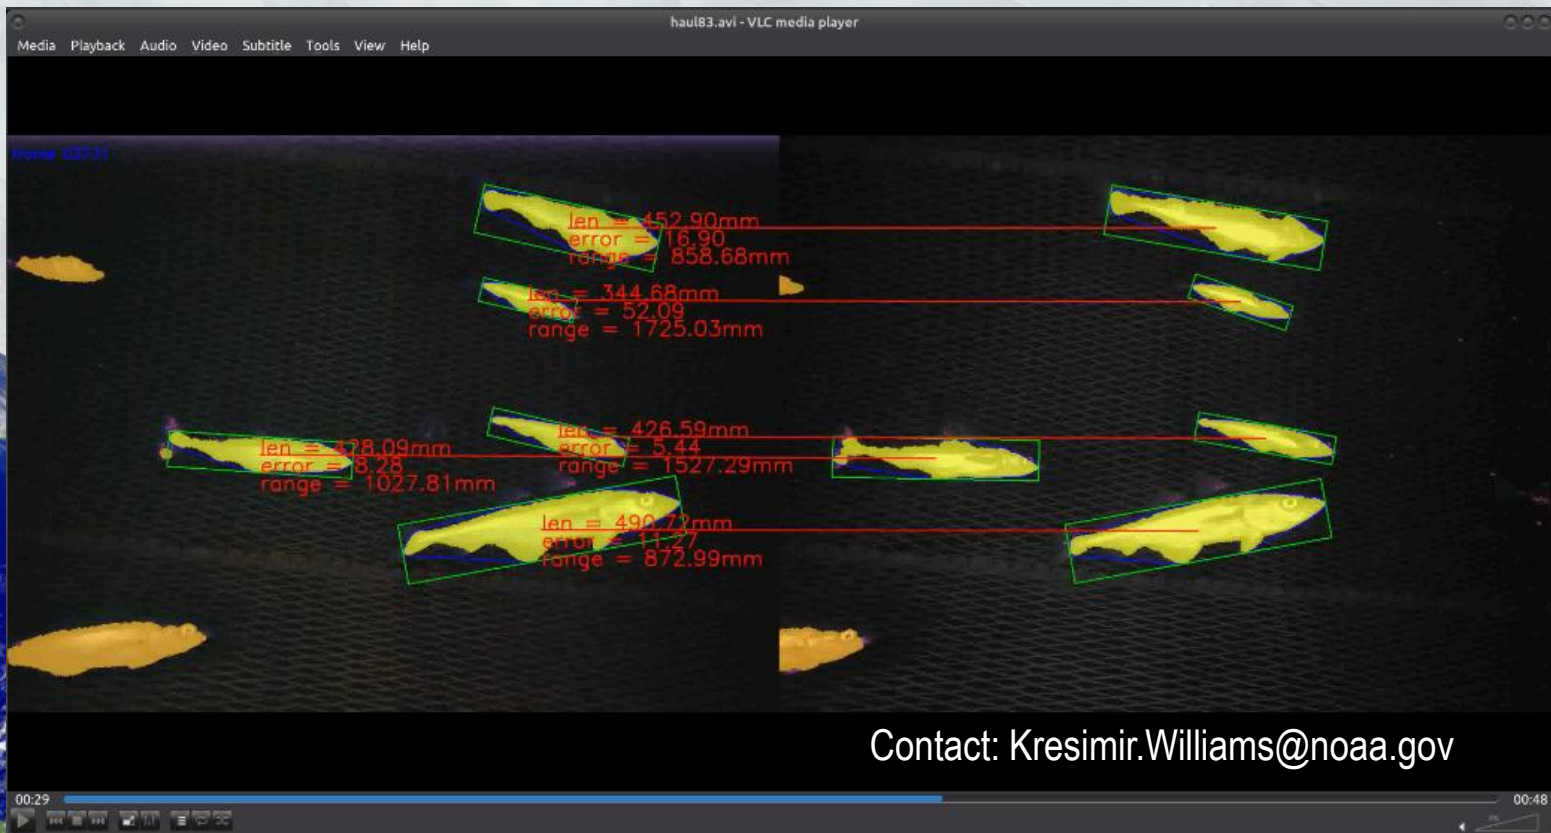 haul83.avi - VLC media player
Media Playback Audio Video Subtitle Tools View Help
frame 03731
len = 452.90mm
error = 16.90
range = 858.68mm
len = 344.68mm
error = 52.09
range = 1725.03mm
len = 426.59mm
error = 5.44
range = 1527.29mm
len = 428.09mm
error = 8.28
range = 1027.81mm
len = 490.72mm
error = 11.27
range = 872.99mm
Contact: Kresimir.Williams@noaa.gov
00:29
00:48